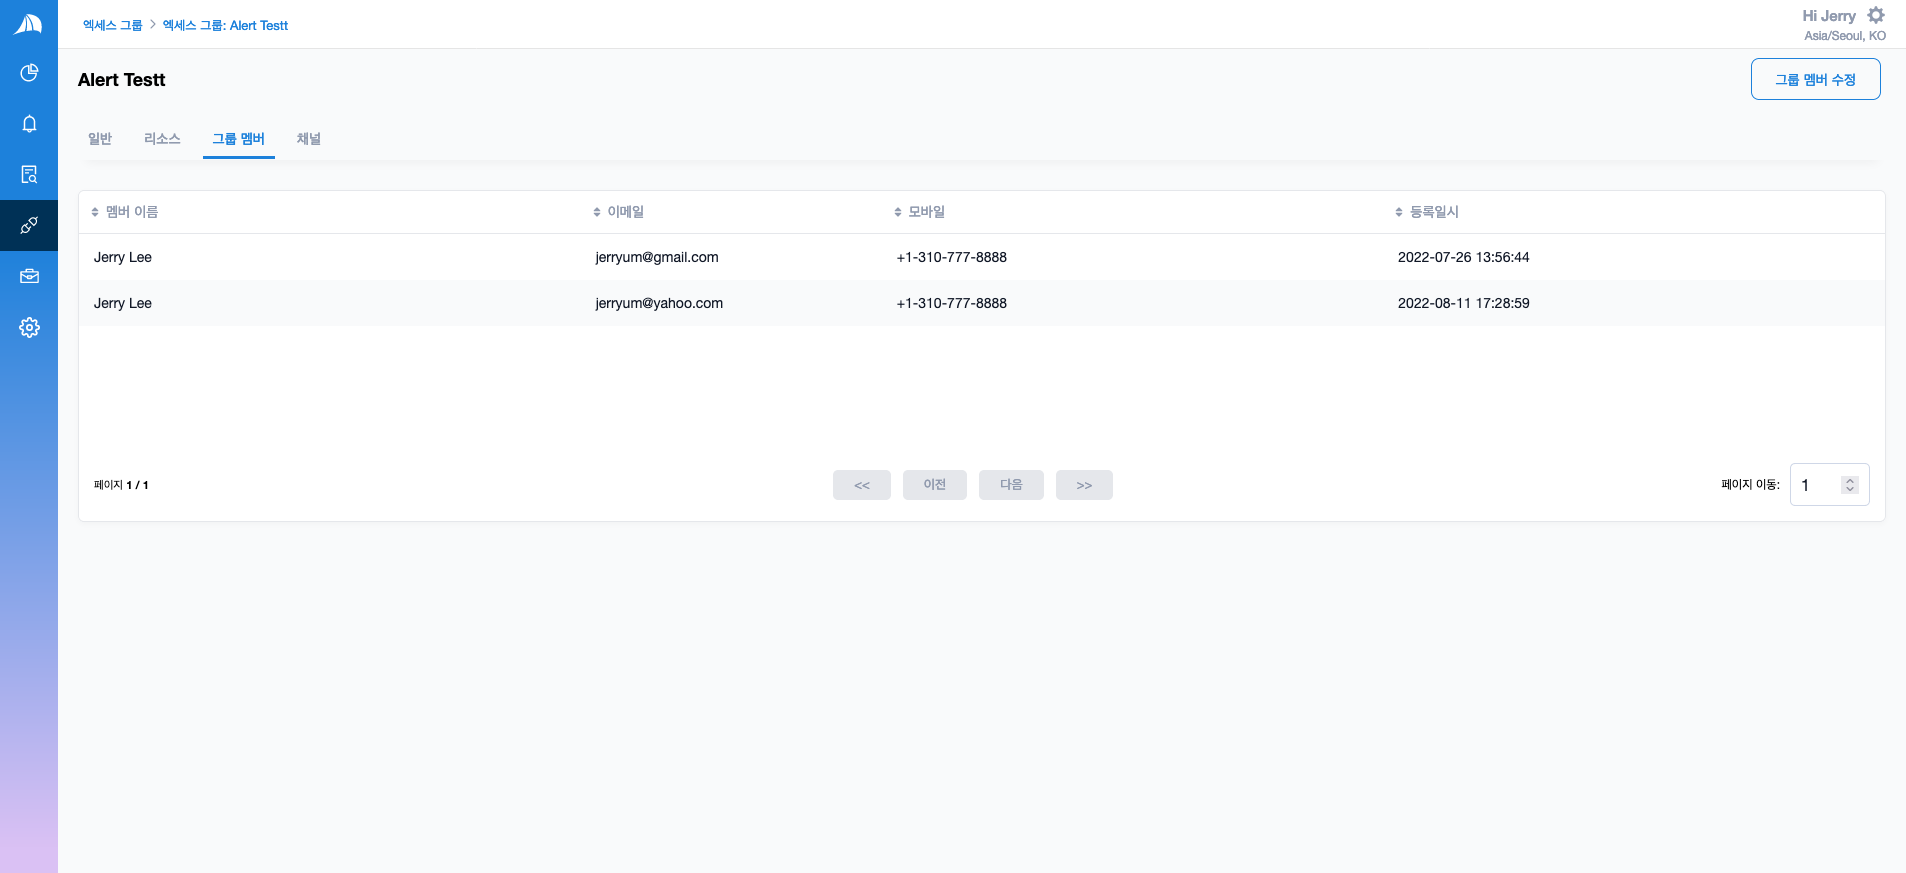 엑세스 그룹 > 엑세스 그룹: Alert Testt
Hi Jerry
Asia/Seoul, KO
Alert Testt
그룹 멤버 수정
일반 리소스 그룹 멤버 채널
멤버 이름 이메일 모바일 등록일시
Jerry Lee jerryum@gmail.com +1-310-777-8888 2022-07-26 13:56:44
Jerry Lee jerryum@yahoo.com +1-310-777-8888 2022-08-11 17:28:59
페이지 1 / 1 << 이전 다음 >> 페이지 이동: 1